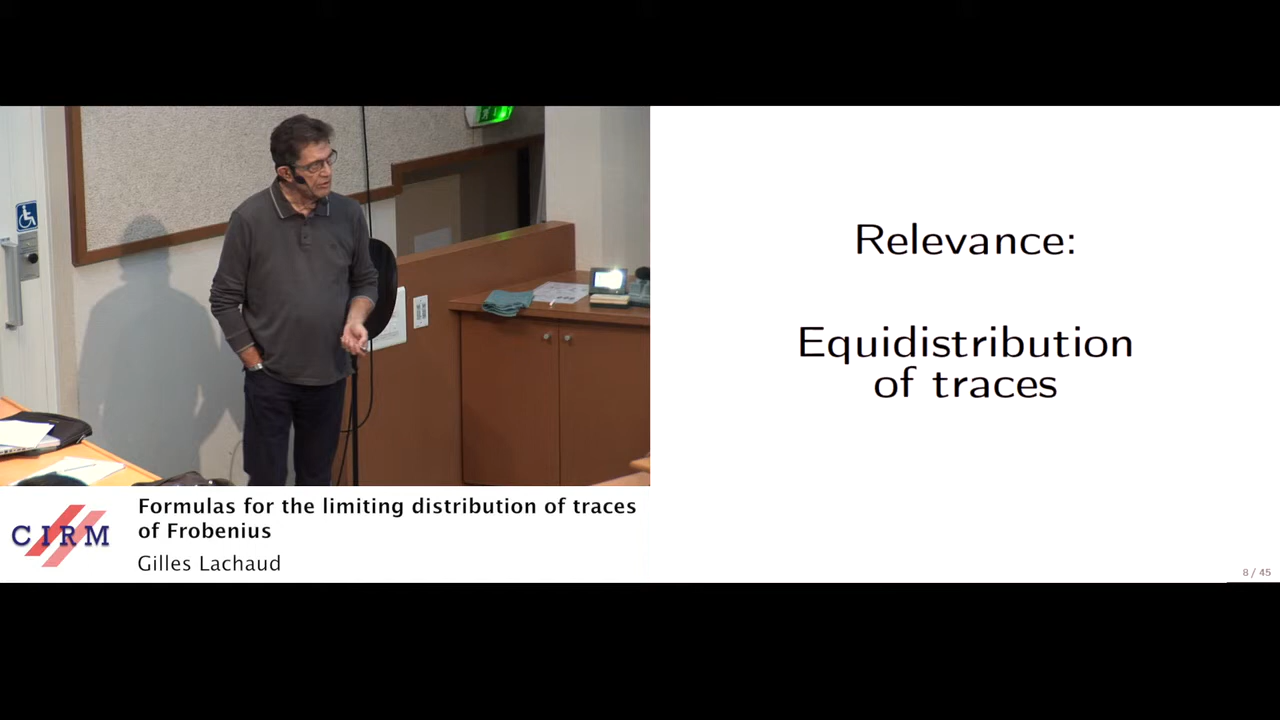 Relevance:
Equidistribution
of traces
Formulas for the limiting distribution of traces
of Frobenius
CIRM
Gilles Lachaud
8 / 45